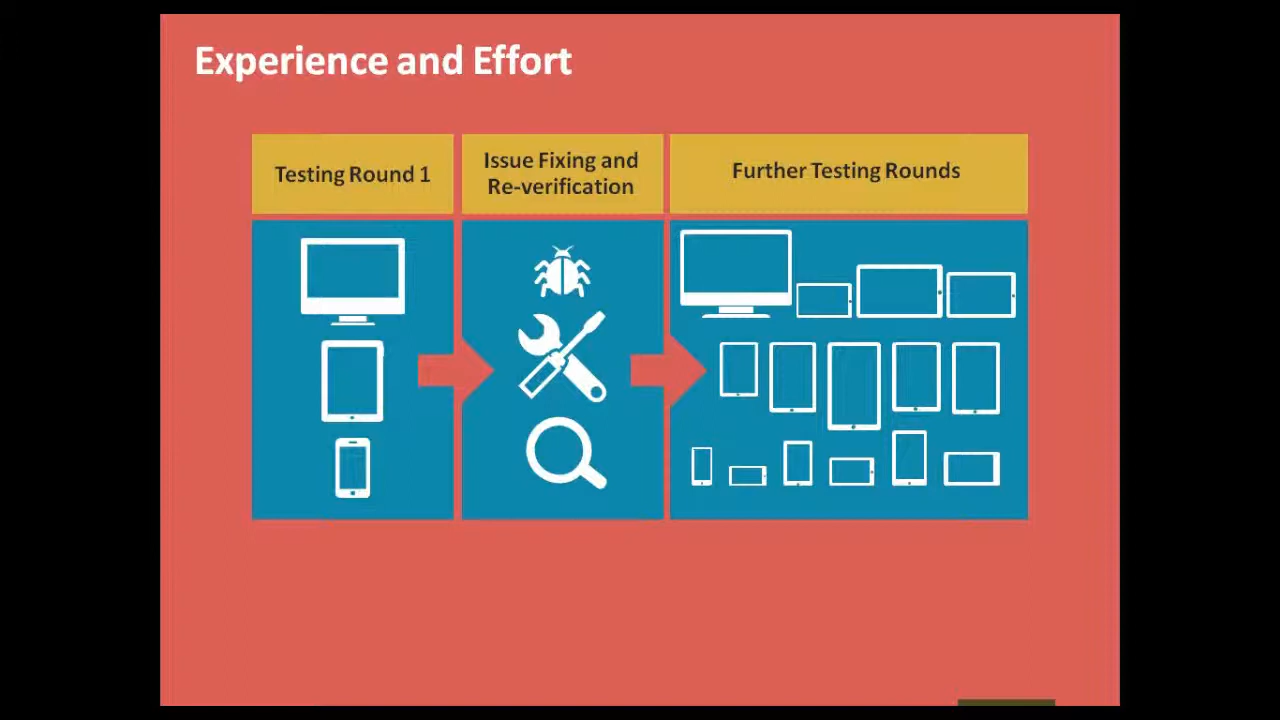 Experience and Effort
Testing Round 1
Issue Fixing and
Re-verification
Further Testing Rounds